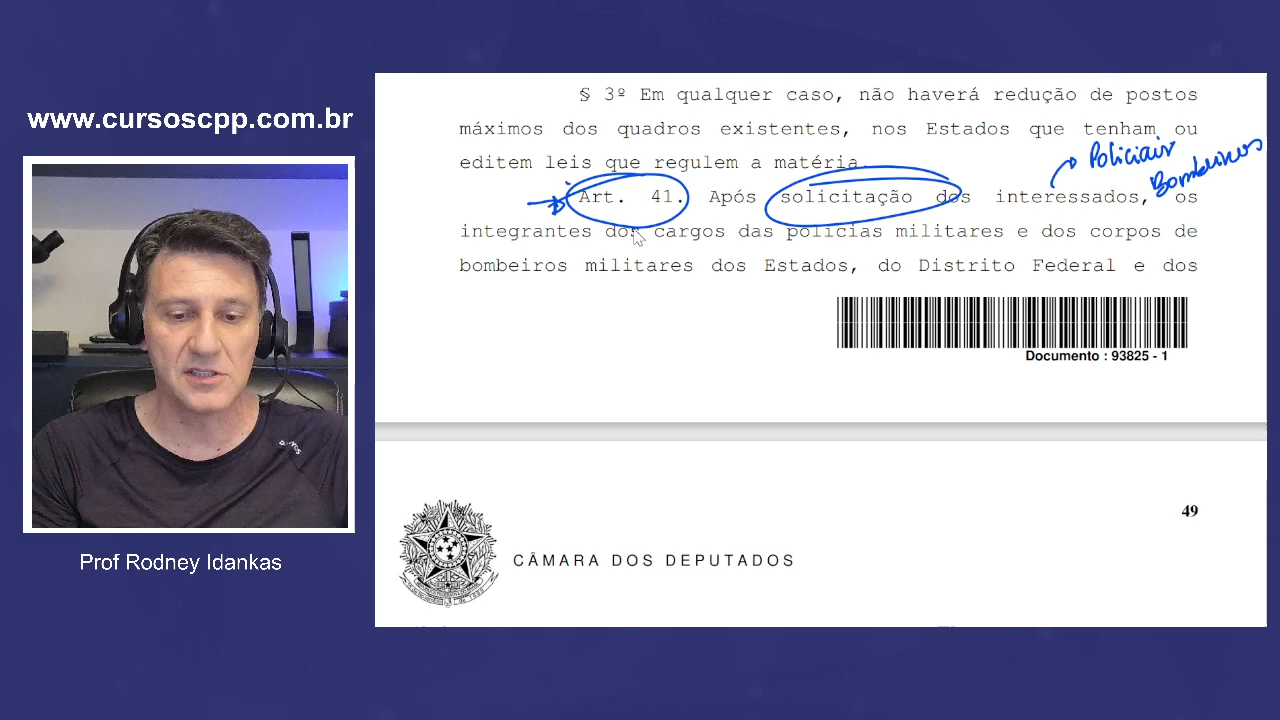 www.cursoscpp.com.br
Prof Rodney Idankas
§ 3º Em qualquer caso, não haverá redução de postos
máximos dos quadros existentes, nos Estados que tenham ou
editem leis que regulem a matéria.
Policiais
Bombeiros
Art. 41. Após solicitação dos interessados, os
integrantes dos cargos das polícias militares e dos corpos de
bombeiros militares dos Estados, do Distrito Federal e dos
Documento : 93825 - 1
49
CÂMARA DOS DEPUTADOS